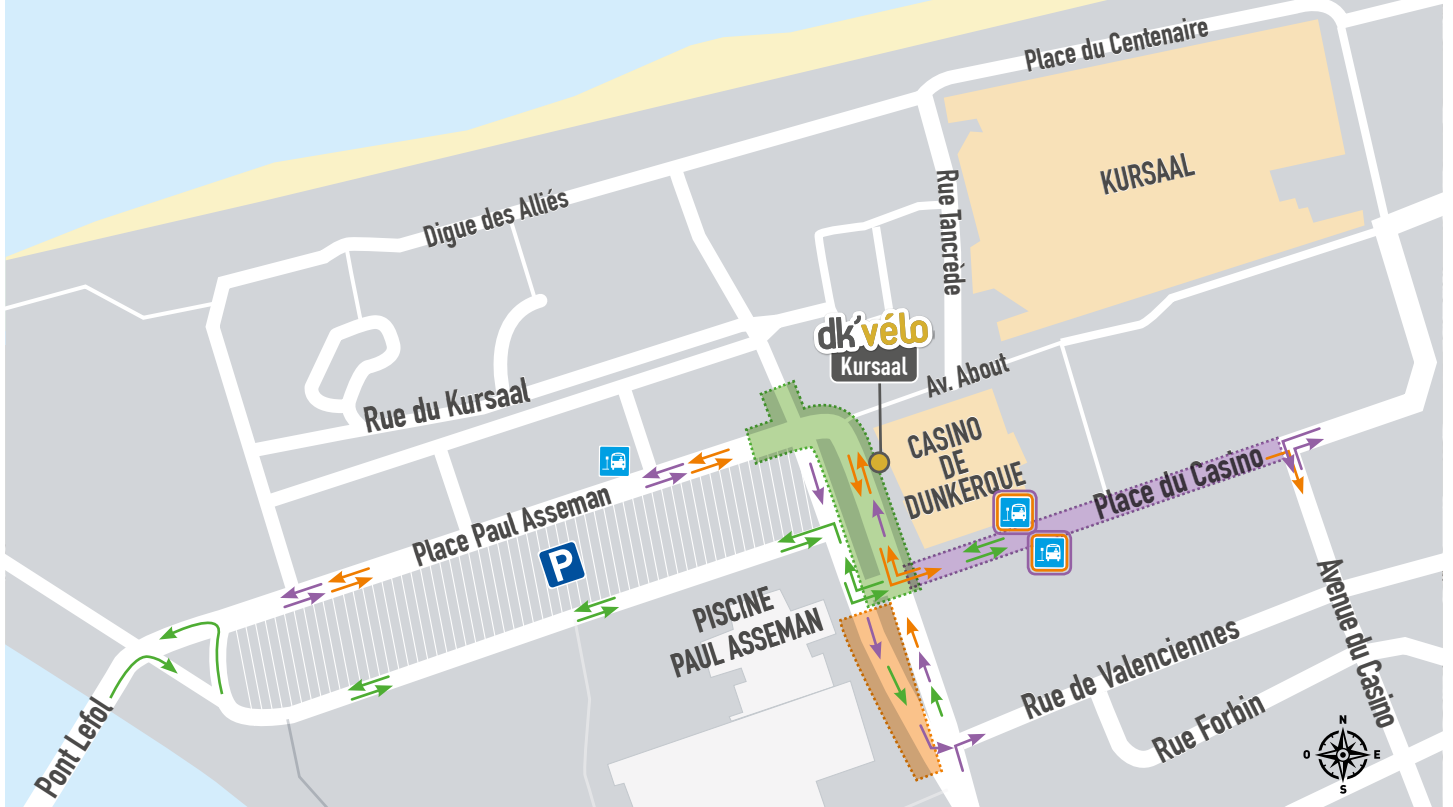 Place du Centenaire
KURSAAL
Digue des Alliés
Rue Tancrède
dk'vélo
Kursaal
Av. About
Rue du Kursaal
CASINO
DE
DUNKERQUE
Place du Casino
Place Paul Asseman
P
PISCINE
PAUL ASSEMAN
Avenue du Casino
Rue de Valenciennes
Rue Forbin
Pont Lefol
N
O
E
S